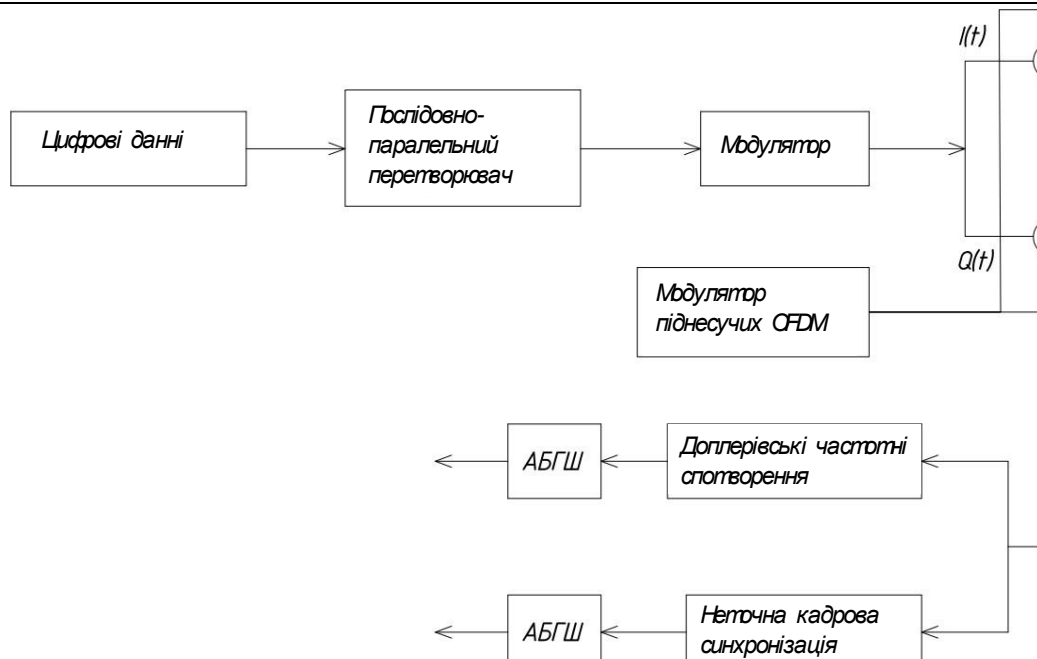 I(t)
Цифрові данні
Послідовно-
паралельний
перетворювач
Модулятор
Q(t)
Модулятор
піднесучих OFDM
АБГШ
Доплерівські частотні
спотворення
АБГШ
Неточна кадрова
синхронізація